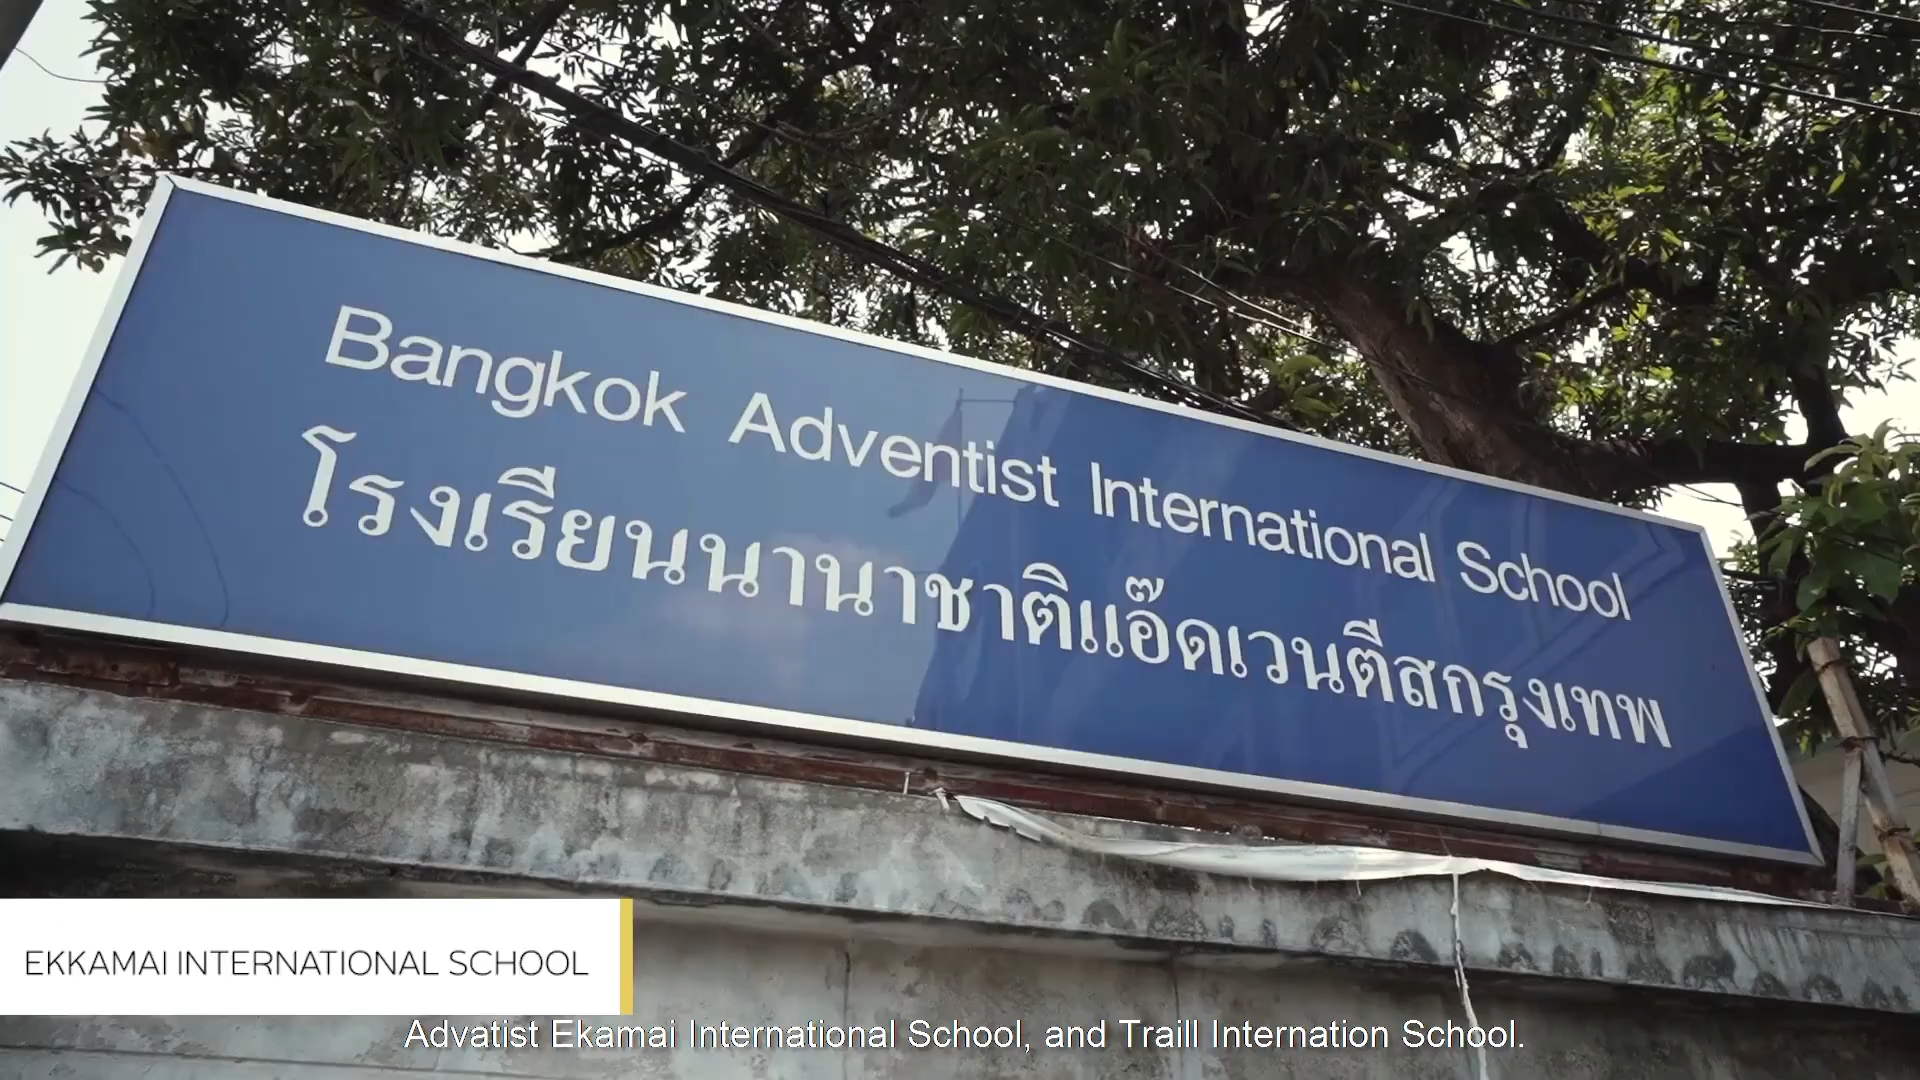 Bangkok Adventist International School
โรงเรียนนานาชาติแอ๊ดเวนตีสกรุงเทพ
EKKAMAI INTERNATIONAL SCHOOL
Advatist Ekamai International School, and Traill Internation School.